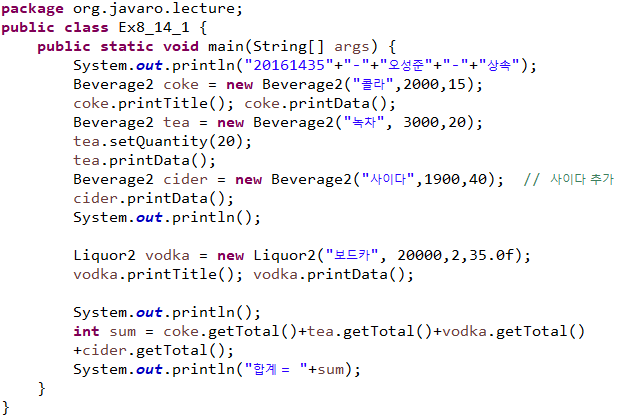 package org.javaro.lecture;
public class Ex8_14_1 {
    public static void main(String[] args) {
        System.out.println("20161435"+"-"+"오성준"+"-"+"상속");
        Beverage2 coke = new Beverage2("콜라",2000,15);
        coke.printTitle(); coke.printData();
        Beverage2 tea = new Beverage2("녹차", 3000,20);
        tea.setQuantity(20);
        tea.printData();
        Beverage2 cider = new Beverage2("사이다",1900,40);  // 사이다 추가
        cider.printData();
        System.out.println();

        Liquor2 vodka = new Liquor2("보드카", 20000,2,35.0f);
        vodka.printTitle(); vodka.printData();

        System.out.println();
        int sum = coke.getTotal()+tea.getTotal()+vodka.getTotal()
        +cider.getTotal();
        System.out.println("합계 = "+sum);
    }
}